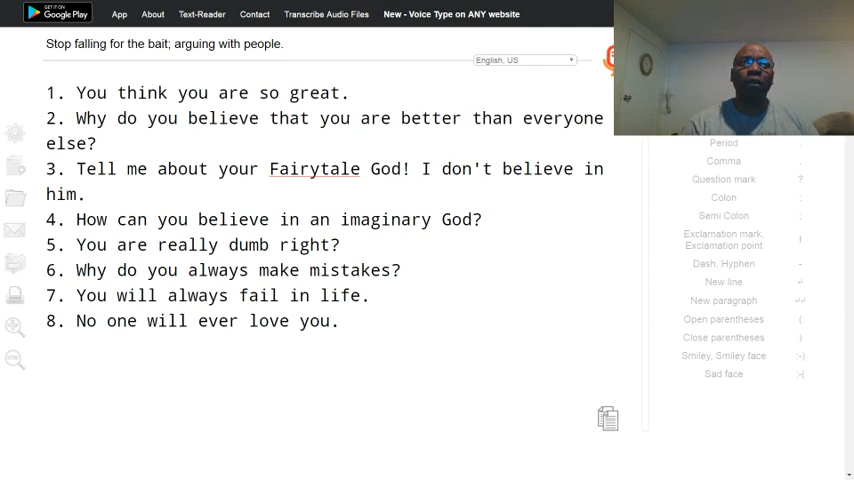 GET IT ON
Google Play
App
About
Text-Reader
Contact
Transcribe Audio Files
New - Voice Type on ANY website
Stop falling for the bait; arguing with people.
English, US
1. You think you are so great.
2. Why do you believe that you are better than everyone
else?
3. Tell me about your Fairytale God! I don't believe in
him.
4. How can you believe in an imaginary God?
5. You are really dumb right?
6. Why do you always make mistakes?
7. You will always fail in life.
8. No one will ever love you.
Period .
Comma ,
Question mark ?
Colon :
Semi Colon ;
Exclamation mark,
Exclamation point !
Dash, Hyphen -
New line ↵
New paragraph ↵↵
Open parentheses (
Close parentheses )
Smiley, Smiley face :-)
Sad face :-(